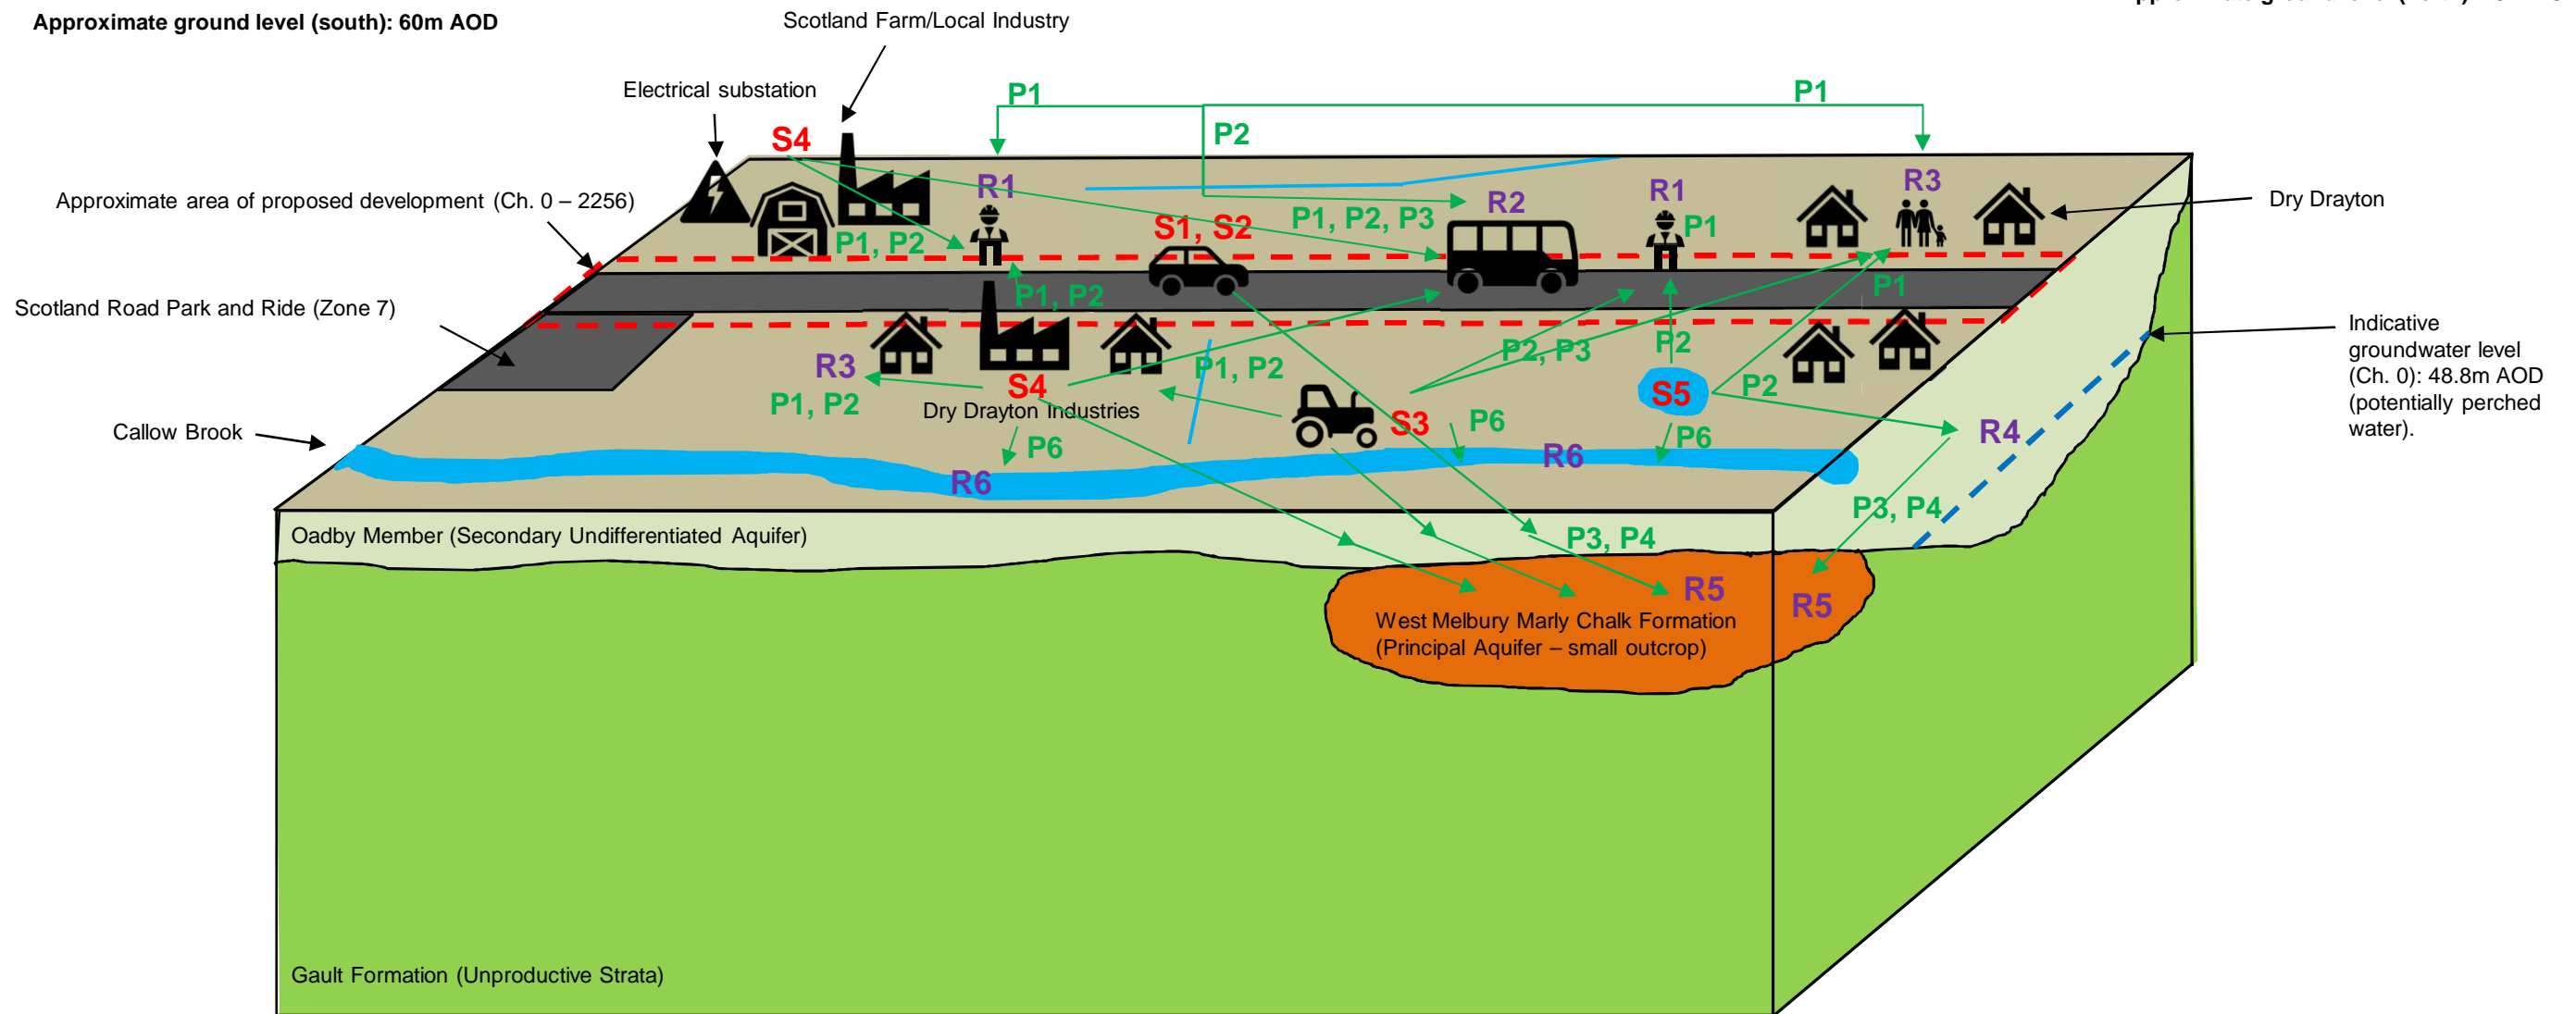 Approximate ground level (south): 60m AOD
Scotland Farm/Local Industry
Electrical substation
P1
P1
S4
P2
Approximate area of proposed development (Ch. 0 – 2256)
R1
R2
R1
R3
Dry Drayton
P1, P2
S1, S2
P1, P2, P3
P1
Scotland Road Park and Ride (Zone 7)
P1, P2
P1
Indicative
groundwater level
(Ch. 0): 48.8m AOD
(potentially perched
water).
R3
P1, P2
S4
P1, P2
P2, P3
P2
Dry Drayton Industries
S3
S5
P2
Callow Brook
P6
P6
P6
R4
R6
R6
P3, P4
Oadby Member (Secondary Undifferentiated Aquifer)
P3, P4
R5
R5
West Melbury Marly Chalk Formation
(Principal Aquifer – small outcrop)
Gault Formation (Unproductive Strata)